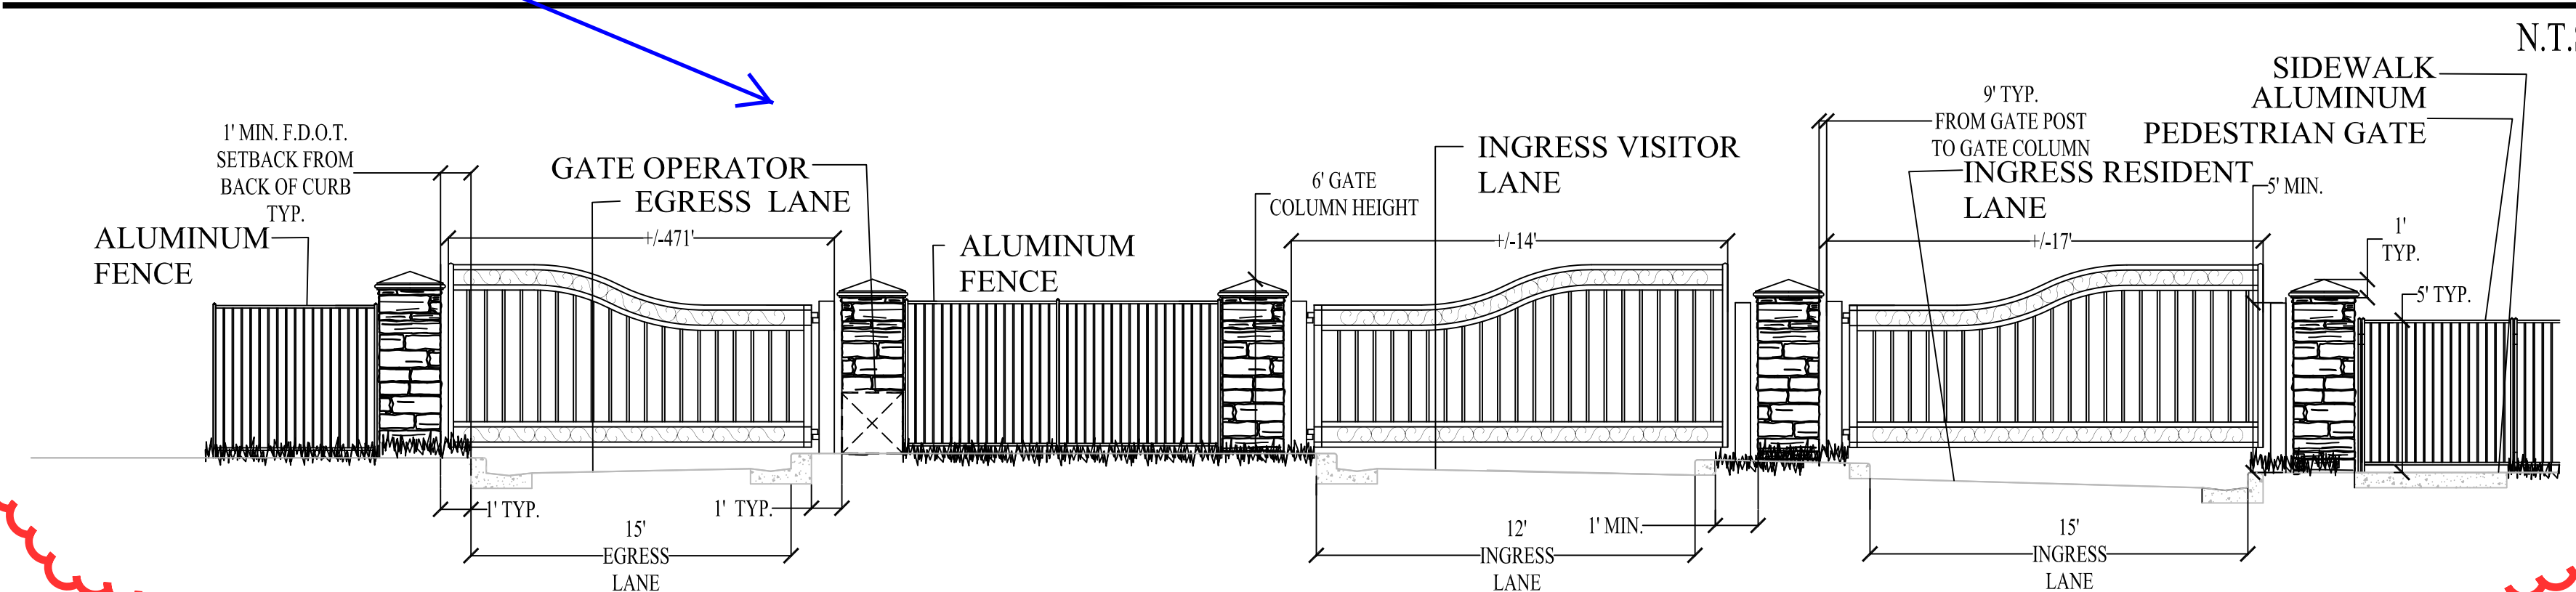 N.T.S
SIDEWALK
ALUMINUM
PEDESTRIAN GATE
9' TYP.
FROM GATE POST
TO GATE COLUMN
INGRESS RESIDENT
LANE
5' MIN.
1' MIN. F.D.O.T.
SETBACK FROM
BACK OF CURB
TYP.
GATE OPERATOR
EGRESS LANE
INGRESS VISITOR
LANE
6' GATE
COLUMN HEIGHT
1'
TYP.
ALUMINUM
FENCE
+/-471'
ALUMINUM
FENCE
+/-14'
+/-17'
5' TYP.
1' TYP.
1' TYP.
15'
EGRESS
LANE
12'
INGRESS
LANE
1' MIN.
15'
INGRESS
LANE